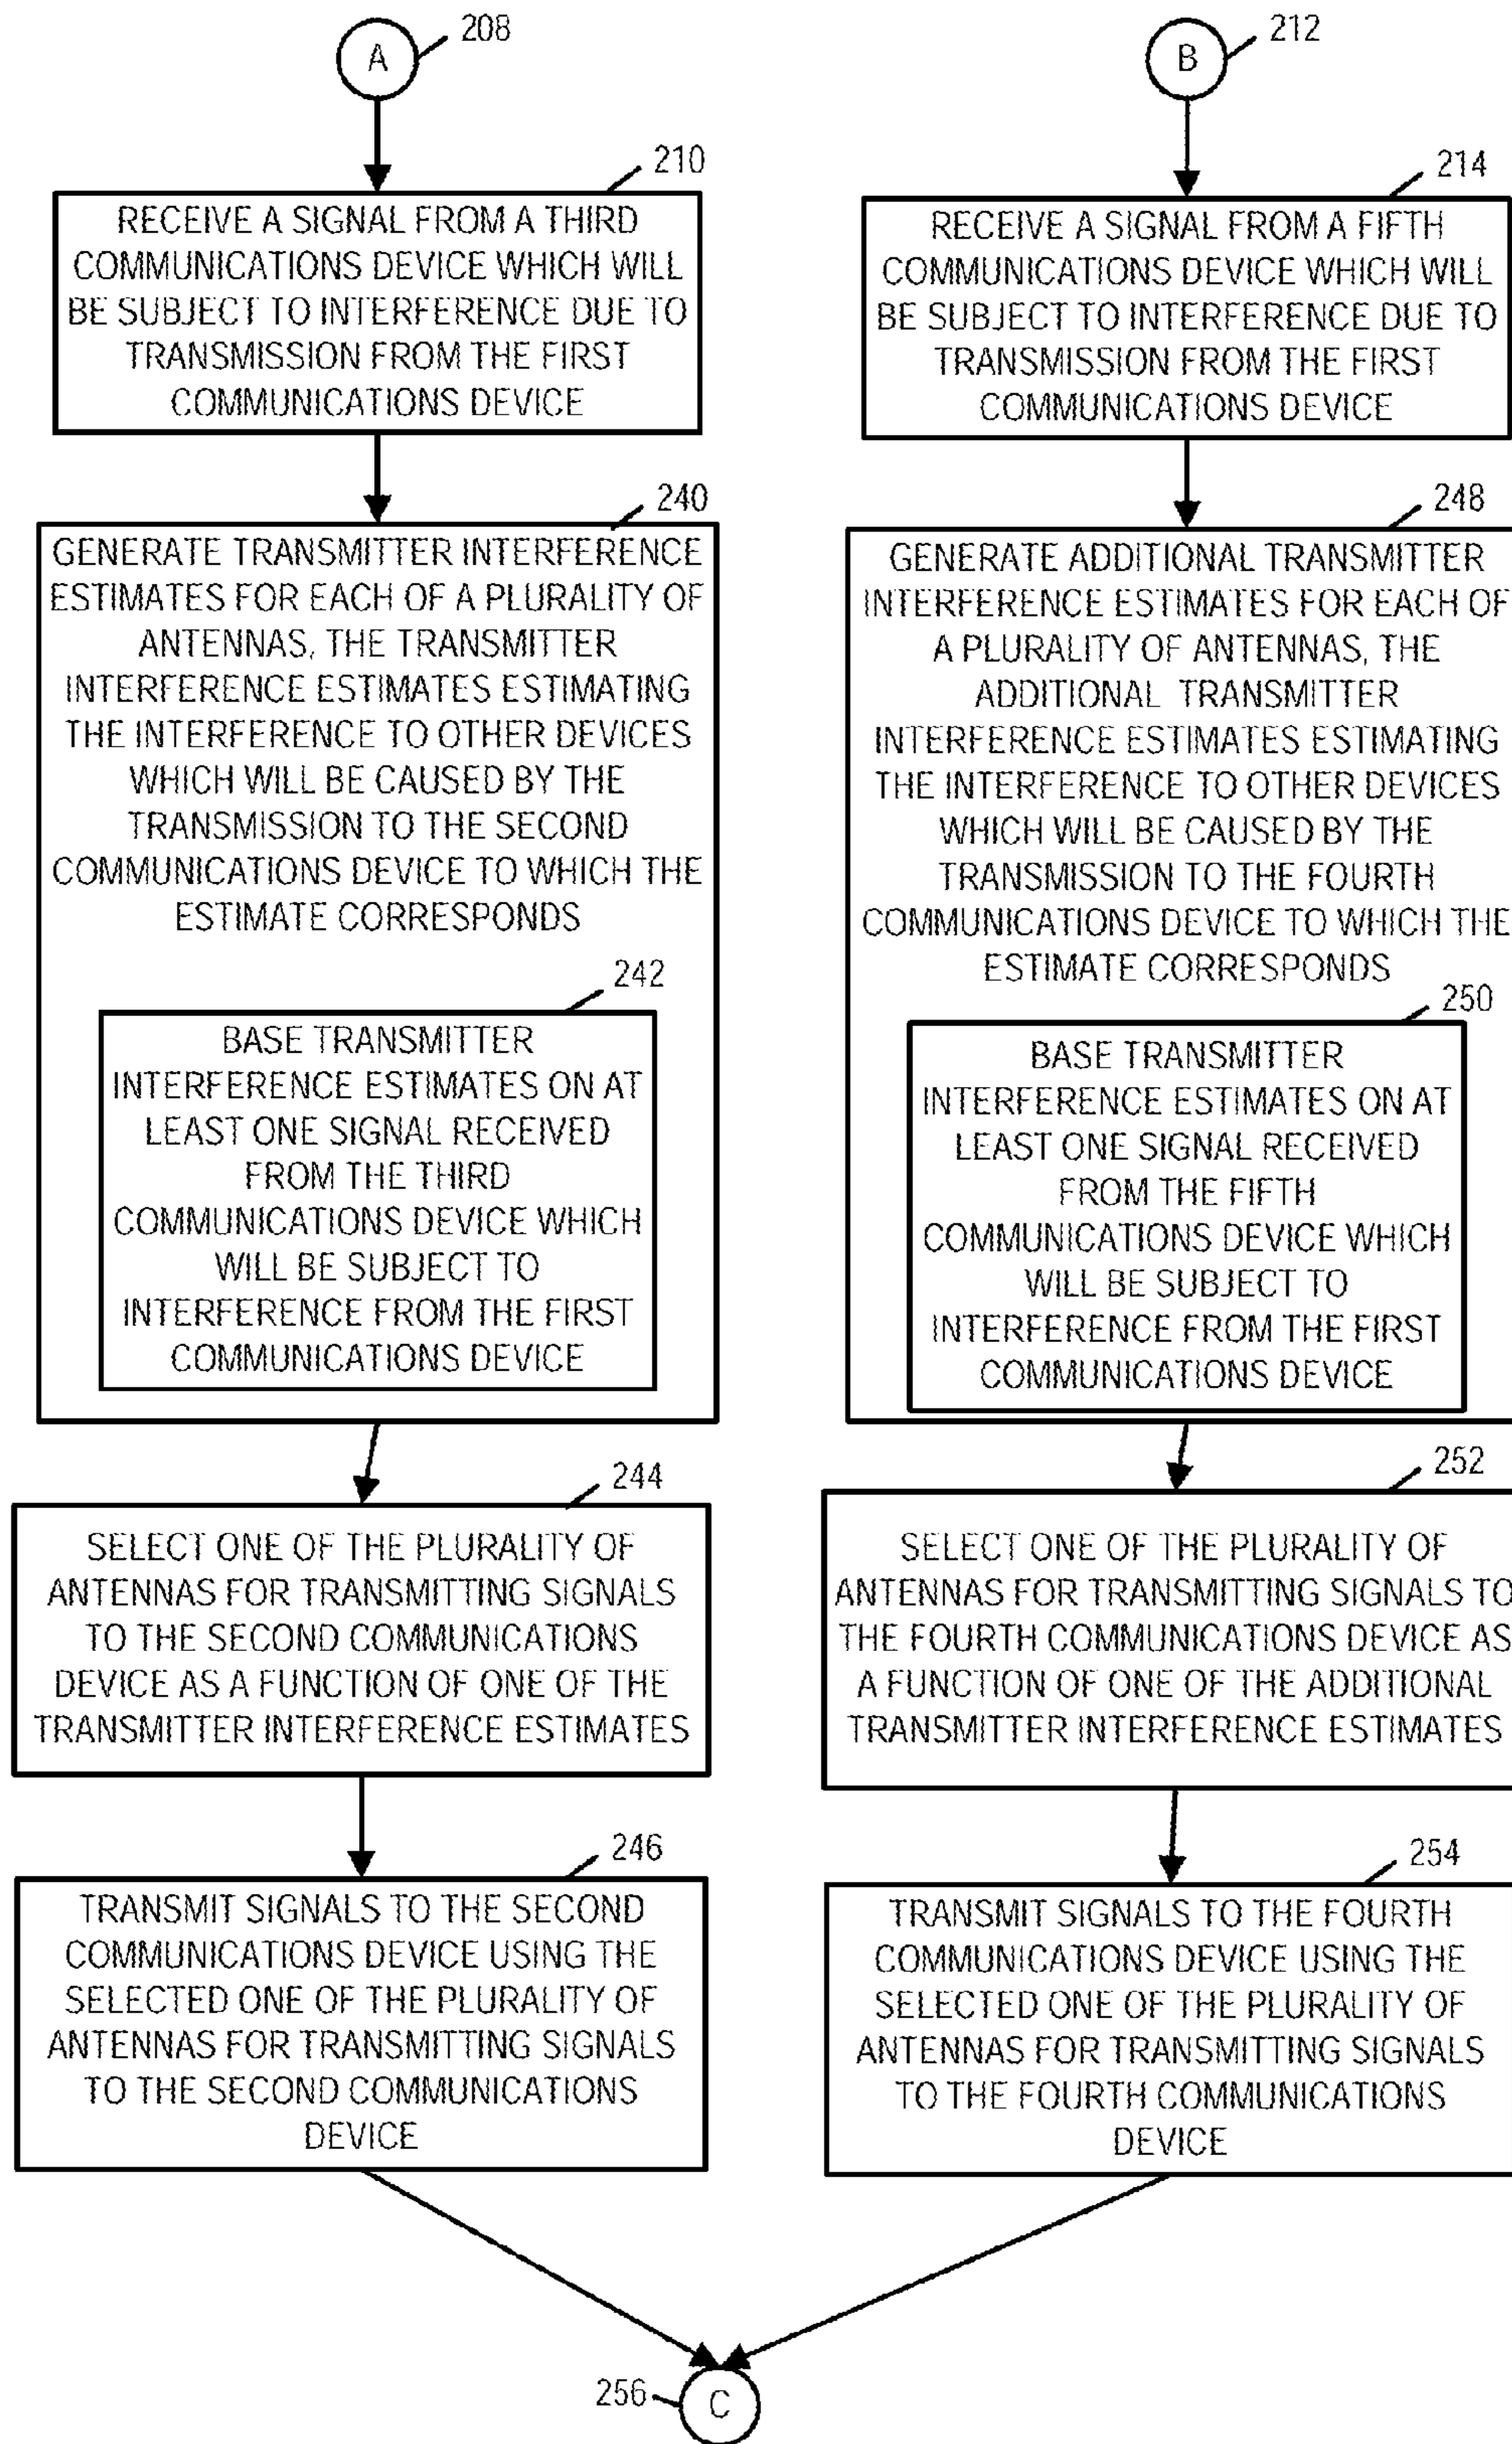 A
208
210
RECEIVE A SIGNAL FROM A THIRD
COMMUNICATIONS DEVICE WHICH WILL
BE SUBJECT TO INTERFERENCE DUE TO
TRANSMISSION FROM THE FIRST
COMMUNICATIONS DEVICE
240
GENERATE TRANSMITTER INTERFERENCE
ESTIMATES FOR EACH OF A PLURALITY OF
ANTENNAS, THE TRANSMITTER
INTERFERENCE ESTIMATES ESTIMATING
THE INTERFERENCE TO OTHER DEVICES
WHICH WILL BE CAUSED BY THE
TRANSMISSION TO THE SECOND
COMMUNICATIONS DEVICE TO WHICH THE
ESTIMATE CORRESPONDS
242
BASE TRANSMITTER
INTERFERENCE ESTIMATES ON AT
LEAST ONE SIGNAL RECEIVED
FROM THE THIRD
COMMUNICATIONS DEVICE WHICH
WILL BE SUBJECT TO
INTERFERENCE FROM THE FIRST
COMMUNICATIONS DEVICE
244
SELECT ONE OF THE PLURALITY OF
ANTENNAS FOR TRANSMITTING SIGNALS
TO THE SECOND COMMUNICATIONS
DEVICE AS A FUNCTION OF ONE OF THE
TRANSMITTER INTERFERENCE ESTIMATES
246
TRANSMIT SIGNALS TO THE SECOND
COMMUNICATIONS DEVICE USING THE
SELECTED ONE OF THE PLURALITY OF
ANTENNAS FOR TRANSMITTING SIGNALS
TO THE SECOND COMMUNICATIONS
DEVICE
B
212
214
RECEIVE A SIGNAL FROM A FIFTH
COMMUNICATIONS DEVICE WHICH WILL
BE SUBJECT TO INTERFERENCE DUE TO
TRANSMISSION FROM THE FIRST
COMMUNICATIONS DEVICE
248
GENERATE ADDITIONAL TRANSMITTER
INTERFERENCE ESTIMATES FOR EACH OF
A PLURALITY OF ANTENNAS, THE
ADDITIONAL TRANSMITTER
INTERFERENCE ESTIMATES ESTIMATING
THE INTERFERENCE TO OTHER DEVICES
WHICH WILL BE CAUSED BY THE
TRANSMISSION TO THE FOURTH
COMMUNICATIONS DEVICE TO WHICH THE
ESTIMATE CORRESPONDS
250
BASE TRANSMITTER
INTERFERENCE ESTIMATES ON AT
LEAST ONE SIGNAL RECEIVED
FROM THE FIFTH
COMMUNICATIONS DEVICE WHICH
WILL BE SUBJECT TO
INTERFERENCE FROM THE FIRST
COMMUNICATIONS DEVICE
252
SELECT ONE OF THE PLURALITY OF
ANTENNAS FOR TRANSMITTING SIGNALS TO
THE FOURTH COMMUNICATIONS DEVICE AS
A FUNCTION OF ONE OF THE ADDITIONAL
TRANSMITTER INTERFERENCE ESTIMATES
254
TRANSMIT SIGNALS TO THE FOURTH
COMMUNICATIONS DEVICE USING THE
SELECTED ONE OF THE PLURALITY OF
ANTENNAS FOR TRANSMITTING SIGNALS
TO THE FOURTH COMMUNICATIONS
DEVICE
256
C